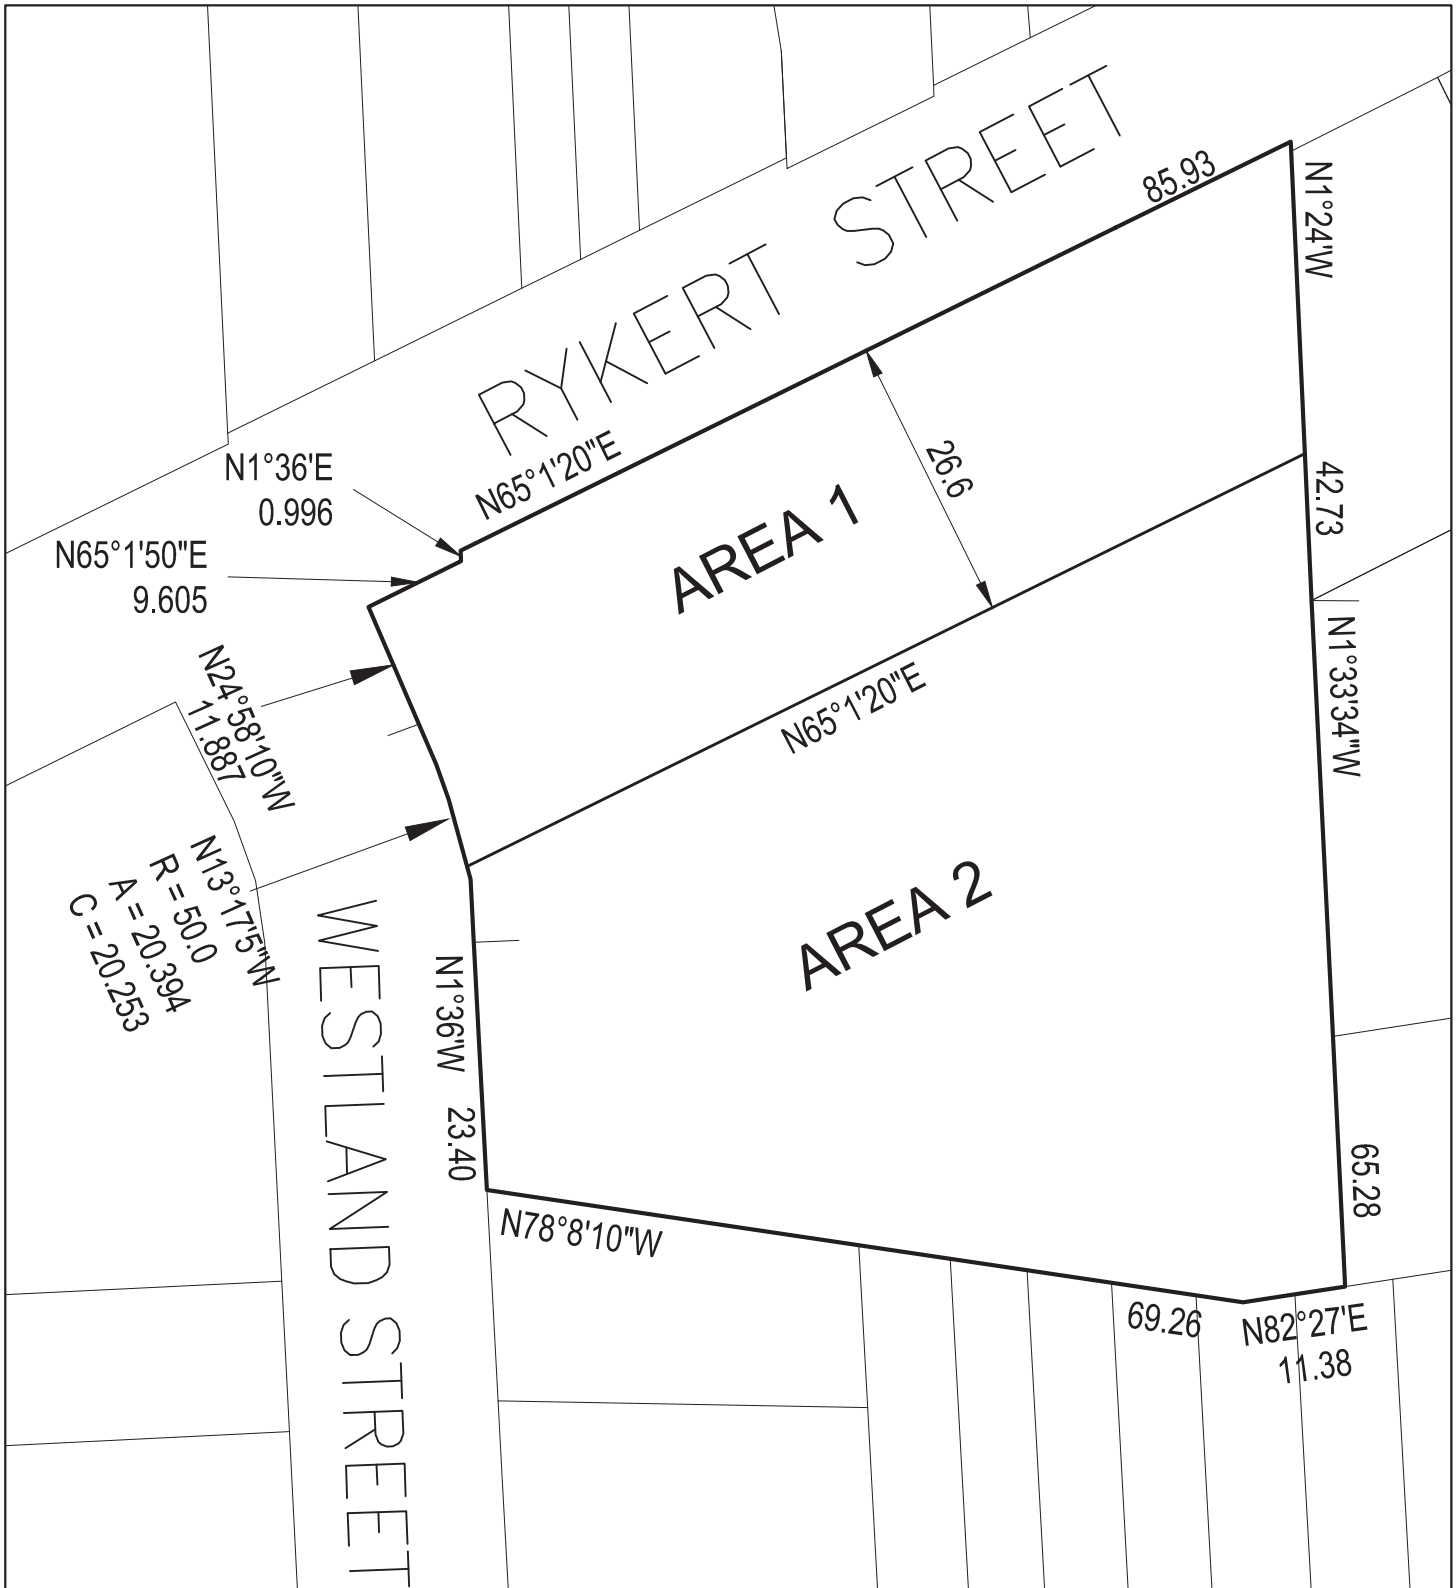 RYKERT STREET
85.93
N1°24'W
N65°1'20"E
26.6
N1°36'E
0.996
AREA 1
42.73
N65°1'50"E
9.605
N24°58'10"W
11.887
N65°1'20"E
N1°33'34"W
N13°17'5"W
R = 50.0
A = 20.394
C = 20.253
AREA 2
WESTLAND STREET
N1°36'W
23.40
65.28
N78°8'10"W
69.26
N82°27'E
11.38